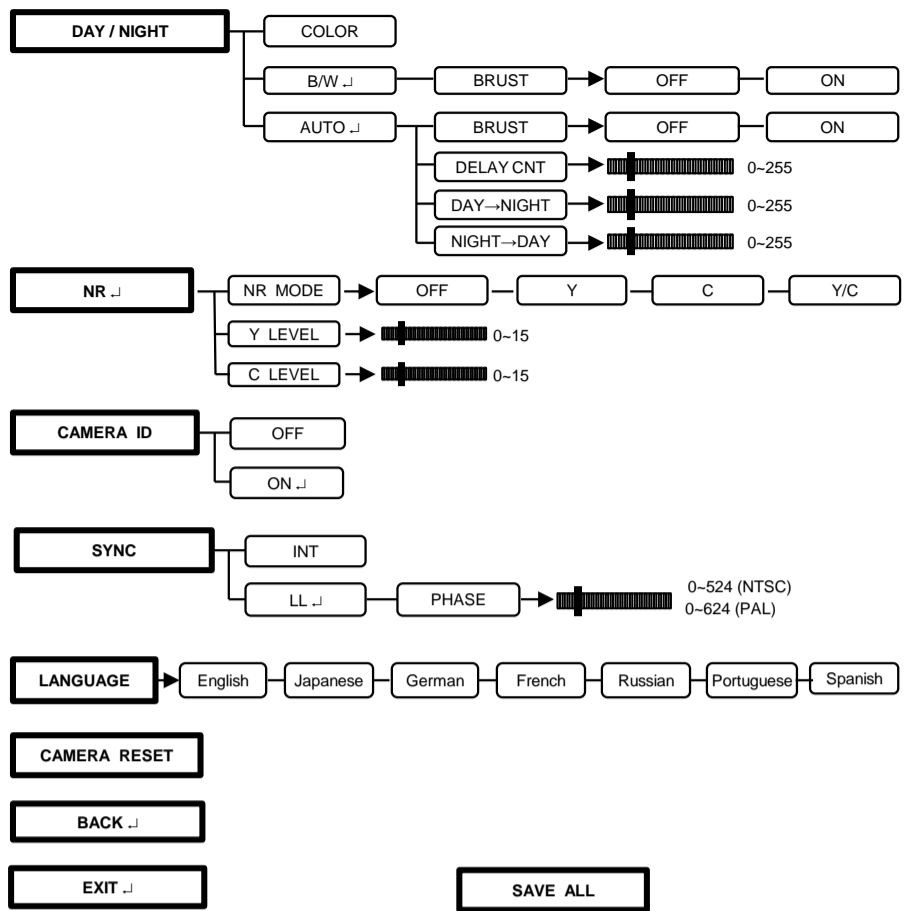 DAY / NIGHT COLOR
B/W ↵ BRUST OFF ON
AUTO ↵ BRUST OFF ON
DELAY CNT 0~255
DAY→NIGHT 0~255
NIGHT→DAY 0~255
NR ↵ NR MODE OFF Y C Y/C
Y LEVEL 0~15
C LEVEL 0~15
CAMERA ID OFF
ON ↵
SYNC INT
LL ↵ PHASE 0~524 (NTSC)
0~624 (PAL)
LANGUAGE English Japanese German French Russian Portuguese Spanish
CAMERA RESET
BACK ↵
EXIT ↵ SAVE ALL